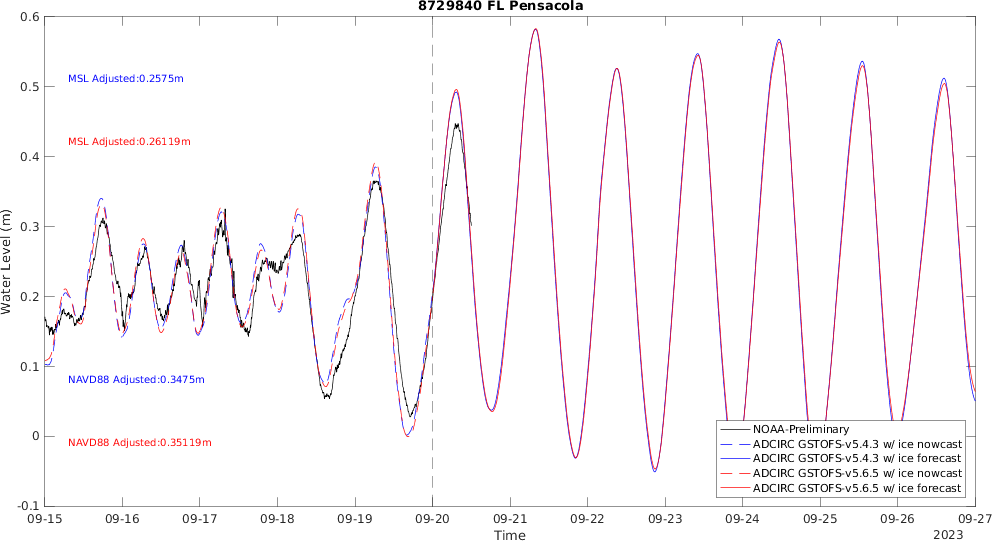 8729840 FL Pensacola
Water Level (m)
0.6
0.5
0.4
0.3
0.2
0.1
0
-0.1
MSL Adjusted:0.2575m
MSL Adjusted:0.26119m
NAVD88 Adjusted:0.3475m
NAVD88 Adjusted:0.35119m
NOAA-Preliminary
ADCIRC GSTOFS-v5.4.3 w/ ice nowcast
ADCIRC GSTOFS-v5.4.3 w/ ice forecast
ADCIRC GSTOFS-v5.6.5 w/ ice nowcast
ADCIRC GSTOFS-v5.6.5 w/ ice forecast
09-15 09-16 09-17 09-18 09-19 09-20 09-21 09-22 09-23 09-24 09-25 09-26 09-27
Time
2023